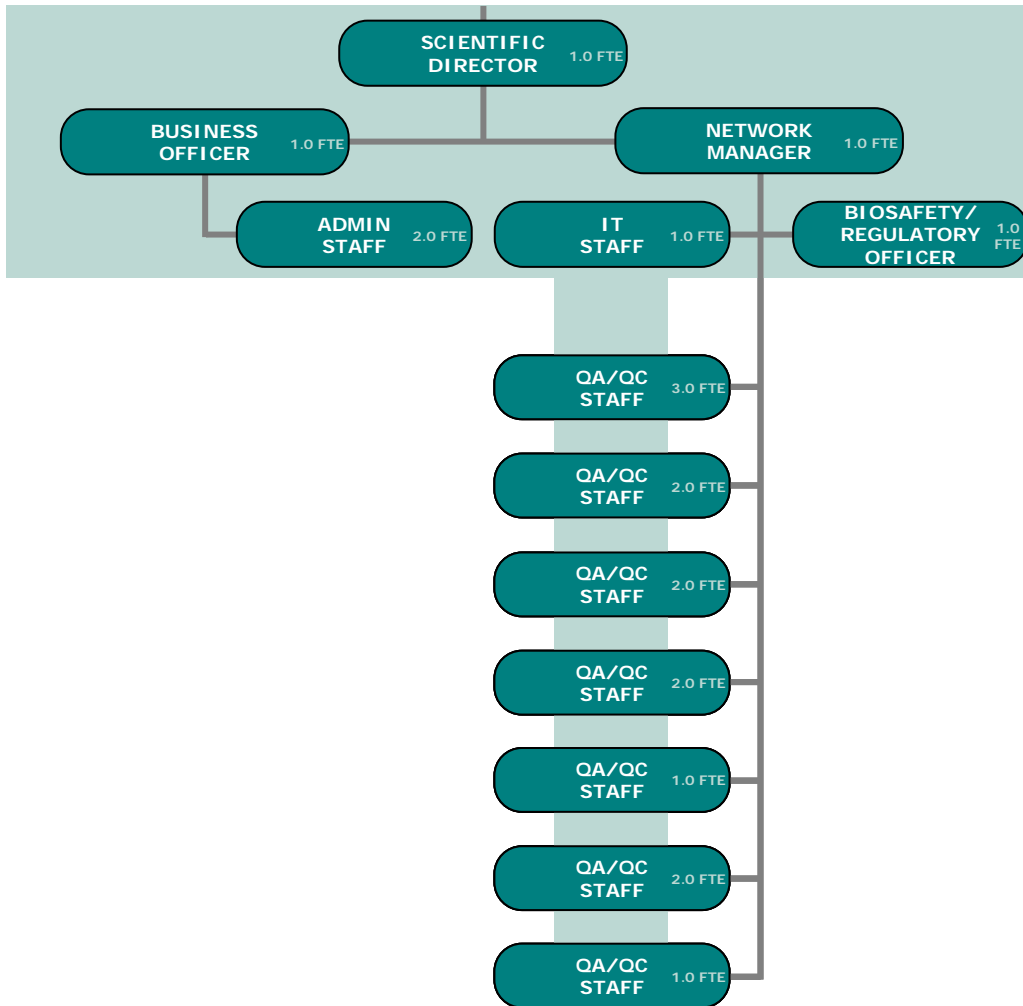 SCIENTIFIC
DIRECTOR
1.0 FTE
BUSINESS
OFFICER
1.0 FTE
NETWORK
MANAGER
1.0 FTE
ADMIN
STAFF
2.0 FTE
IT
STAFF
1.0 FTE
BIOSAFETY/
REGULATORY
OFFICER
1.0
FTE
QA/QC
STAFF
3.0 FTE
QA/QC
STAFF
2.0 FTE
QA/QC
STAFF
2.0 FTE
QA/QC
STAFF
2.0 FTE
QA/QC
STAFF
1.0 FTE
QA/QC
STAFF
2.0 FTE
QA/QC
STAFF
1.0 FTE